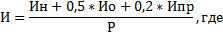 И = (Ин + 0,5 * Ио + 0,2 * Ипр) / Р, где